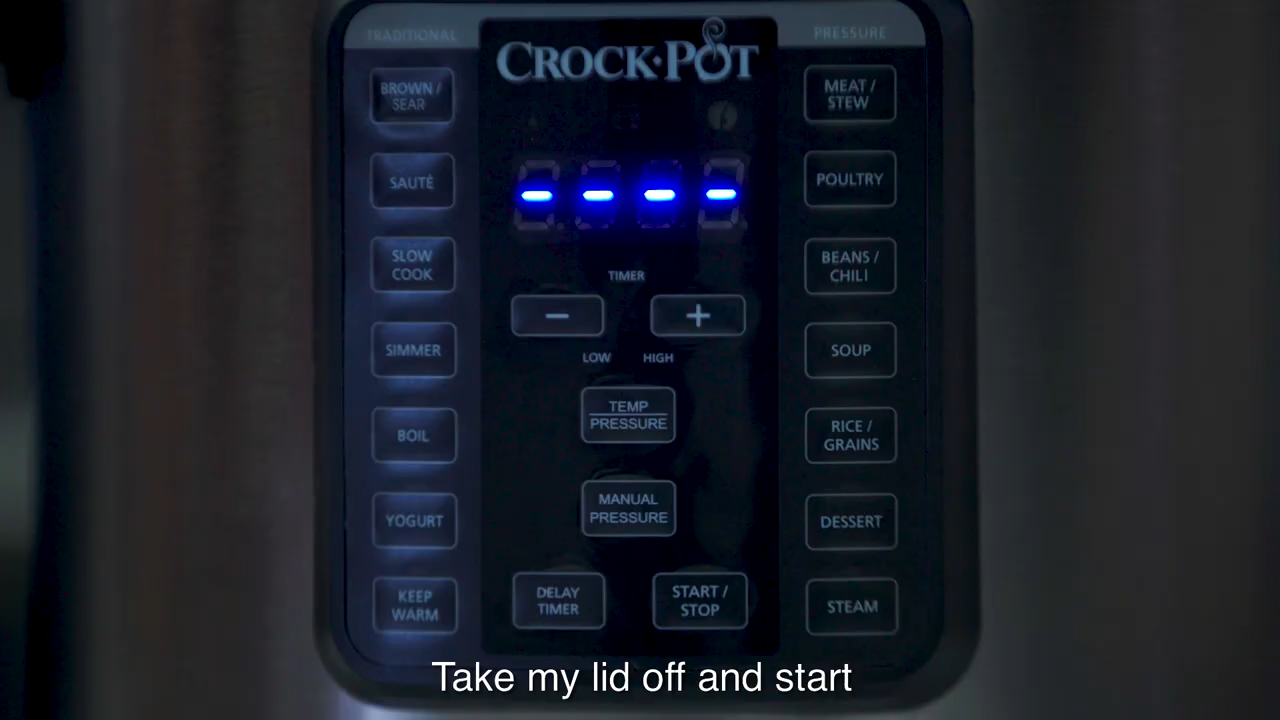 TRADITIONAL
BROWN /
SEAR
SAUTÉ
SLOW
COOK
SIMMER
BOIL
YOGURT
KEEP
WARM
CROCK·POT
TIMER
− +
LOW HIGH
TEMP
PRESSURE
MANUAL
PRESSURE
DELAY
TIMER
START /
STOP
PRESSURE
MEAT /
STEW
POULTRY
BEANS /
CHILI
SOUP
RICE /
GRAINS
DESSERT
STEAM
Take my lid off and start